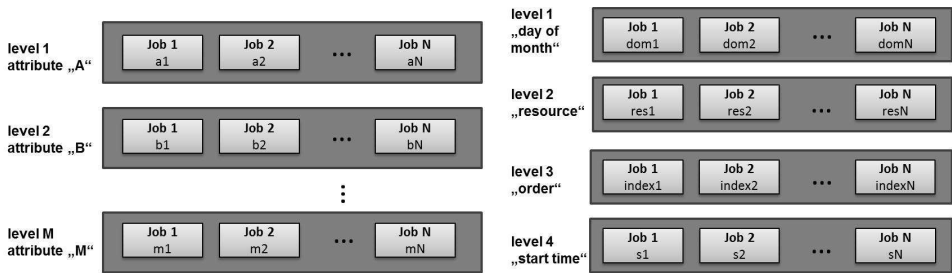 level 1
attribute „A“
Job 1
a1
Job 2
a2
...
Job N
aN
level 2
attribute „B“
Job 1
b1
Job 2
b2
...
Job N
bN
level M
attribute „M“
Job 1
m1
Job 2
m2
...
Job N
mN
level 1
„day of
month“
Job 1
dom1
Job 2
dom2
...
Job N
domN
level 2
„resource“
Job 1
res1
Job 2
res2
...
Job N
resN
level 3
„order“
Job 1
index1
Job 2
index2
...
Job N
indexN
level 4
„start time“
Job 1
s1
Job 2
s2
...
Job N
sN